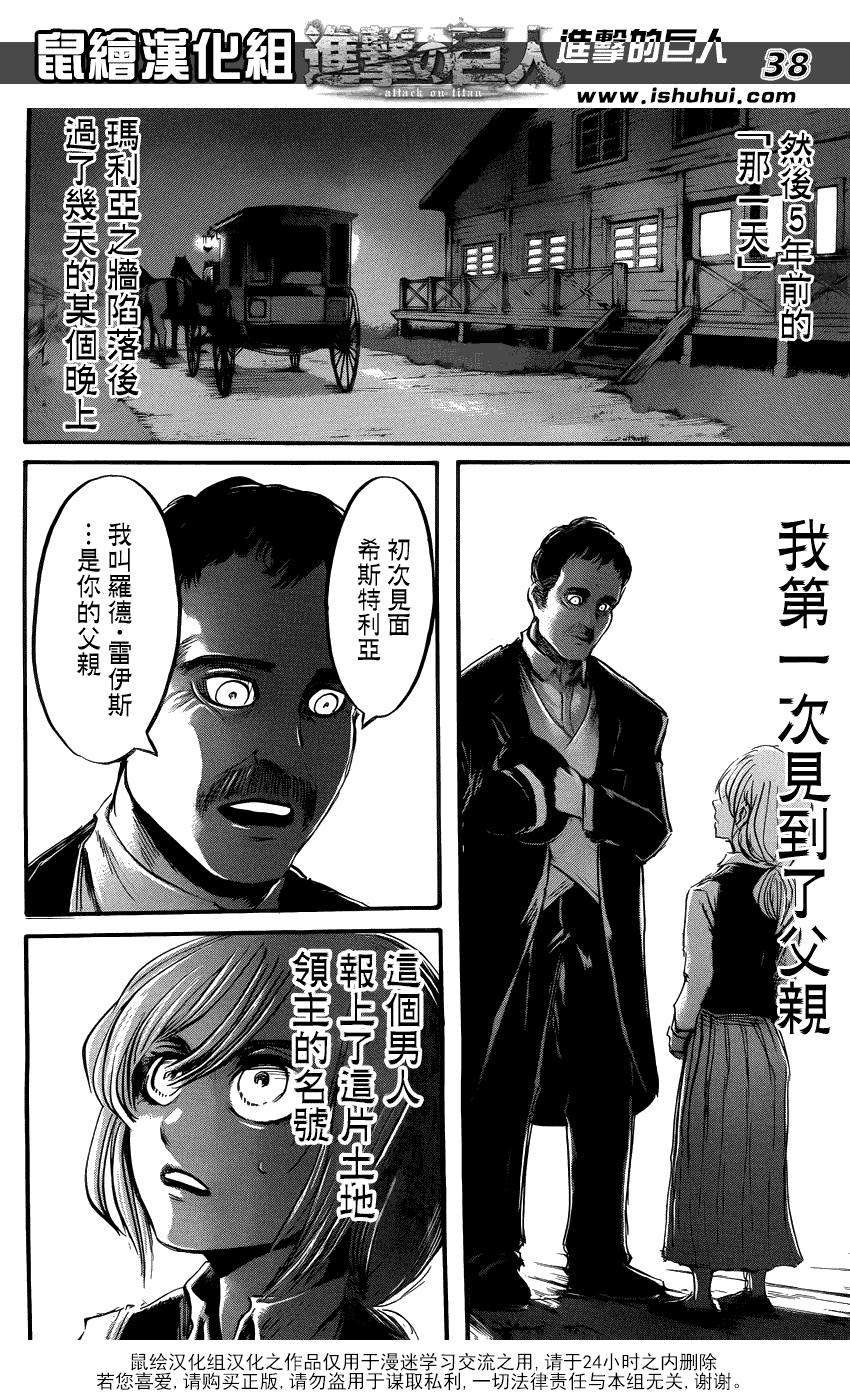 鼠繪漢化組
進撃の巨人
attack on titan
進擊的巨人
38
www.ishuhui.com
然後5年前的
「那一天」
瑪利亞之牆陷落後
過了幾天的某個晚上
我第一次見到了父親
初次見面
希斯特利亞
我叫羅德·雷伊斯
…是你的父親
這個男人
報上了這片土地
領主的名號
鼠绘汉化组汉化之作品仅用于漫迷学习交流之用,请于24小时之内删除
若您喜爱,请购买正版,请勿盗用于谋取私利,一切法律责任与本组无关,谢谢。